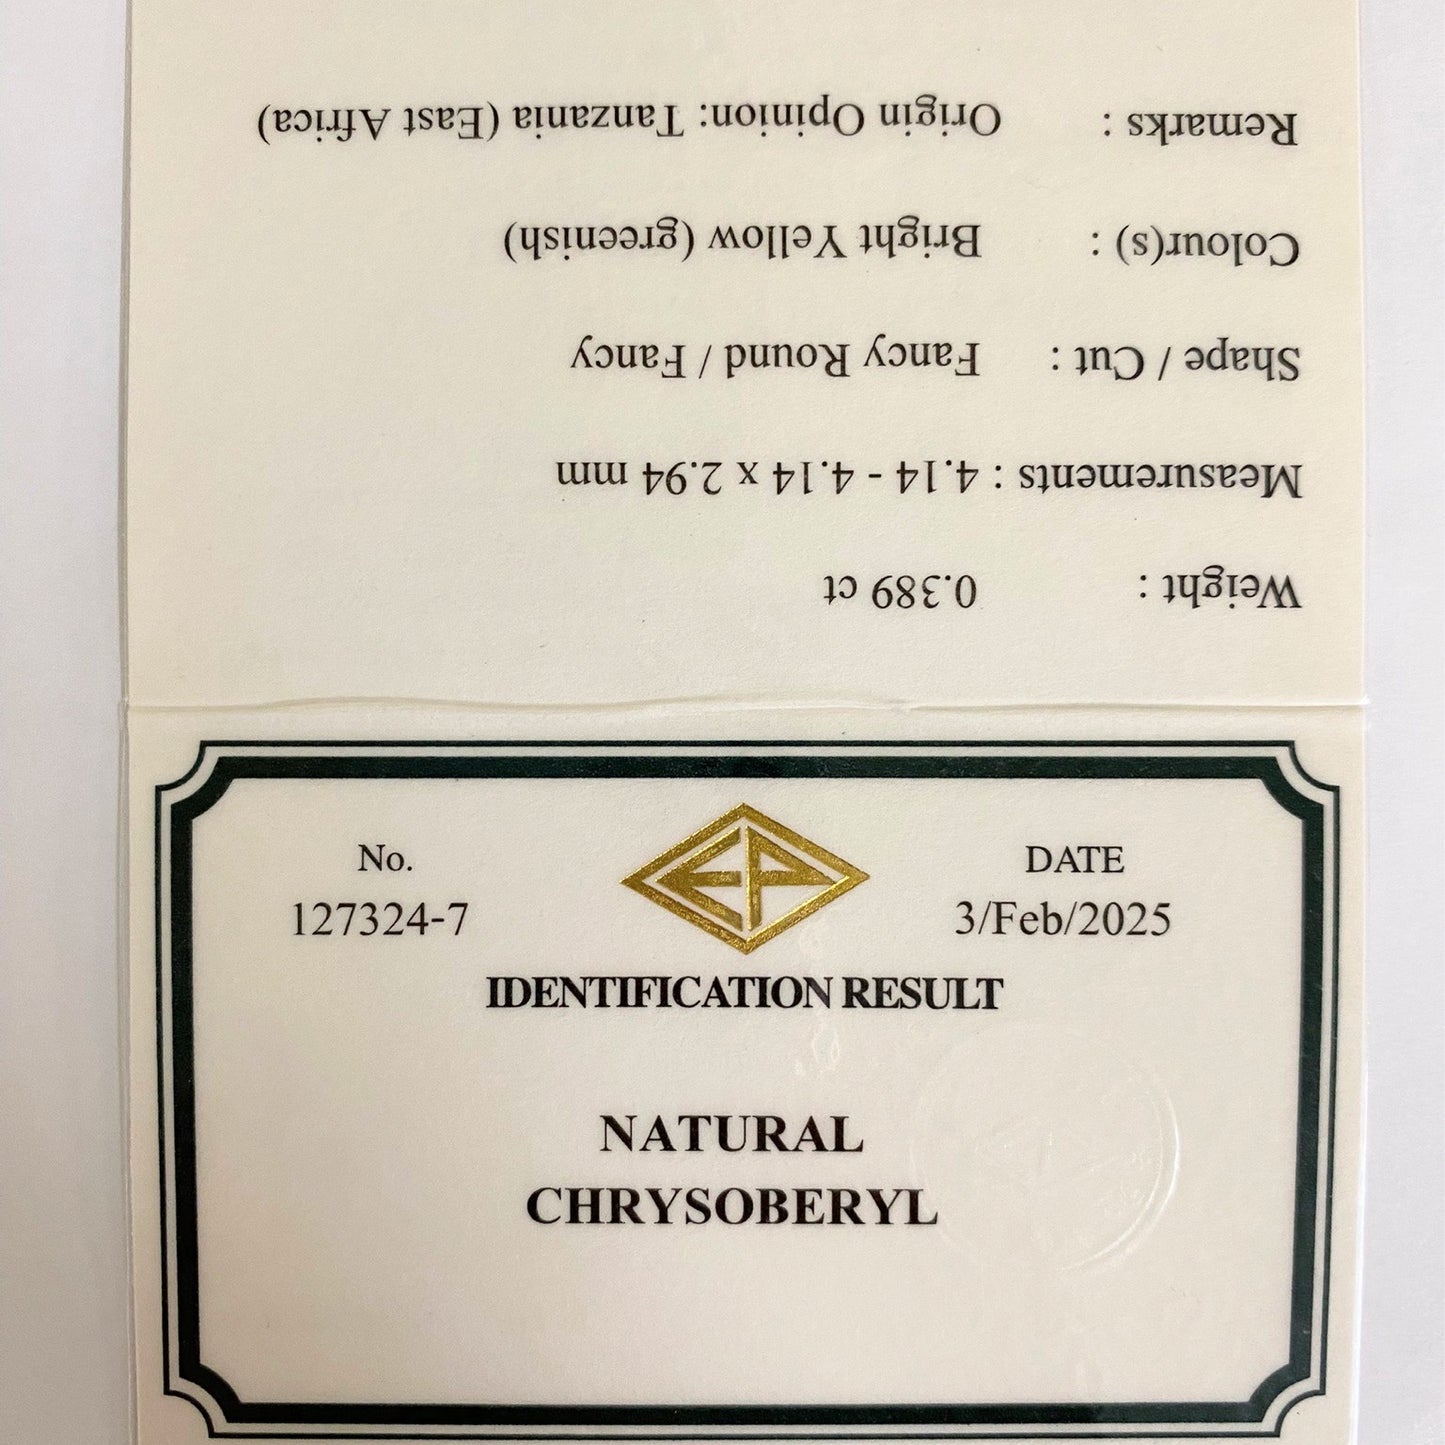 No.
127324-7
EP
DATE
3/Feb/2025
IDENTIFICATION RESULT
NATURAL
CHRYSOBERYL
Weight : 0.389 ct
Measurements : 4.14 - 4.14 x 2.94 mm
Shape / Cut : Fancy Round / Fancy
Colour(s) : Bright Yellow (greenish)
Remarks : Origin Opinion: Tanzania (East Africa)